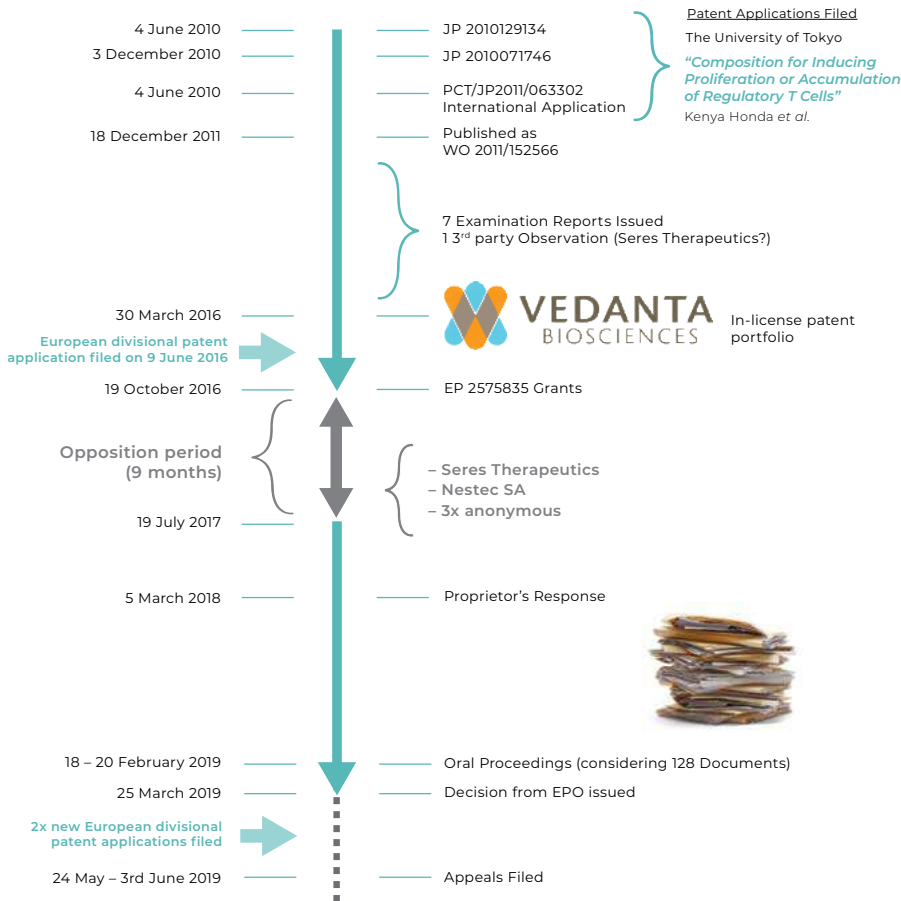 4 June 2010
JP 2010129134
3 December 2010
JP 2010071746
4 June 2010
PCT/JP2011/063302
International Application
18 December 2011
Published as
WO 2011/152566
Patent Applications Filed
The University of Tokyo
“Composition for Inducing
Proliferation or Accumulation
of Regulatory T Cells”
Kenya Honda et al.
7 Examination Reports Issued
1 3rd party Observation (Seres Therapeutics?)
30 March 2016
VEDANTA
BIOSCIENCES
In-license patent
portfolio
European divisional patent
application filed on 9 June 2016
19 October 2016
EP 2575835 Grants
Opposition period
(9 months)
– Seres Therapeutics
– Nestec SA
– 3x anonymous
19 July 2017
5 March 2018
Proprietor’s Response
18 – 20 February 2019
Oral Proceedings (considering 128 Documents)
25 March 2019
Decision from EPO issued
2x new European divisional
patent applications filed
24 May – 3rd June 2019
Appeals Filed